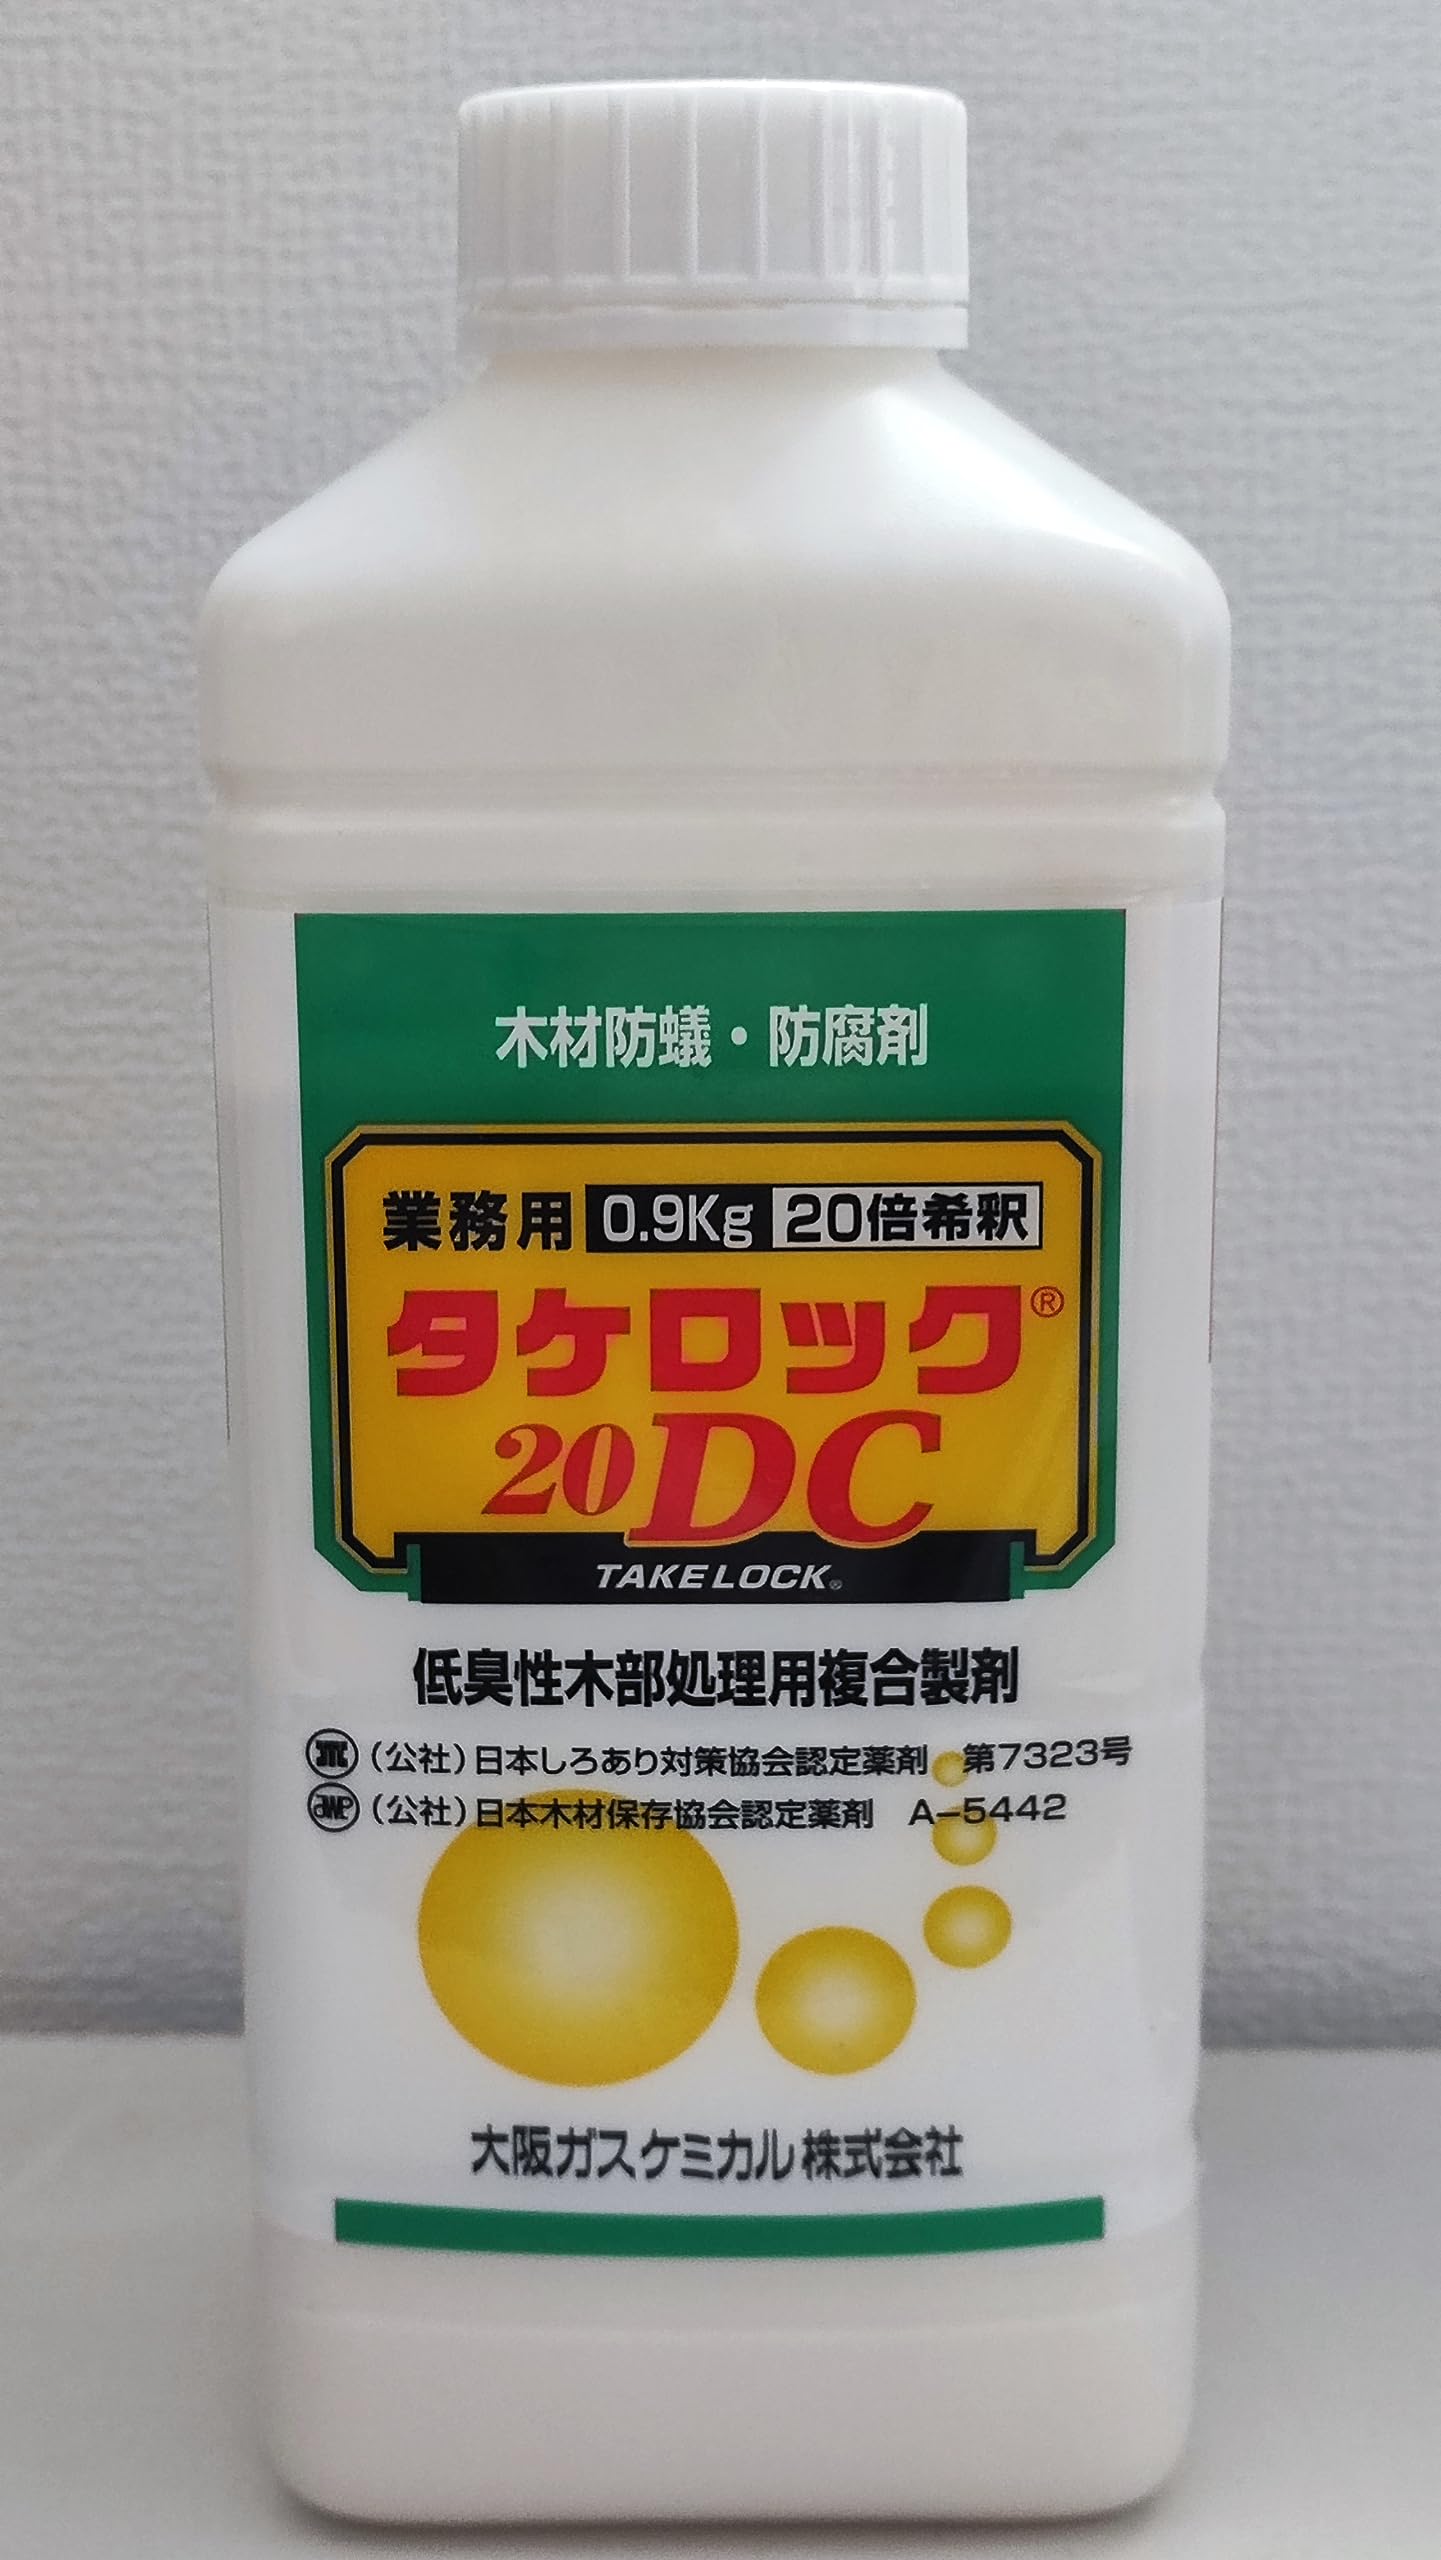 木材防蟻・防腐剤
業務用 0.9Kg 20倍希釈
タケロック®
20DC
TAKELOCK®
低臭性木部処理用複合製剤
(公社)日本しろあり対策協会認定薬剤 第7323号
awp (公社)日本木材保存協会認定薬剤 A-5442
大阪ガスケミカル株式会社